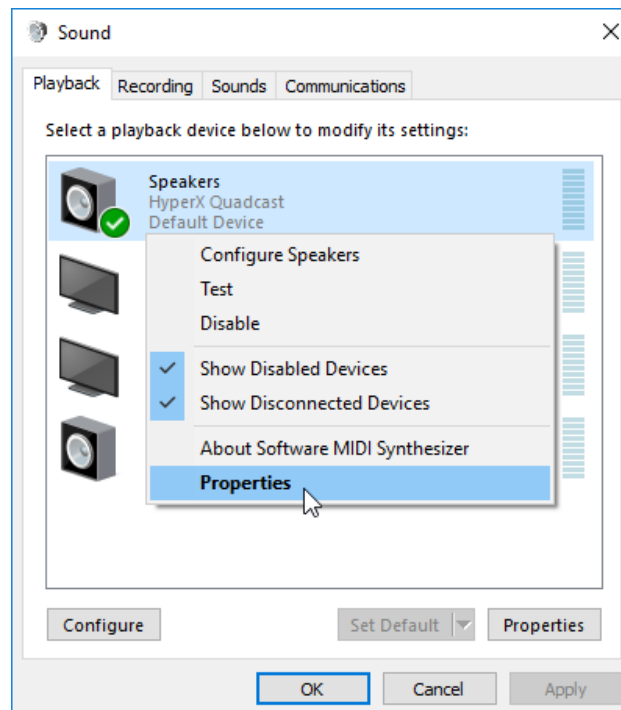 Sound
Playback Recording Sounds Communications
Select a playback device below to modify its settings:
Speakers
HyperX Quadcast
Default Device
Configure Speakers
Test
Disable
Show Disabled Devices
Show Disconnected Devices
About Software MIDI Synthesizer
Properties
Configure Set Default Properties
OK Cancel Apply